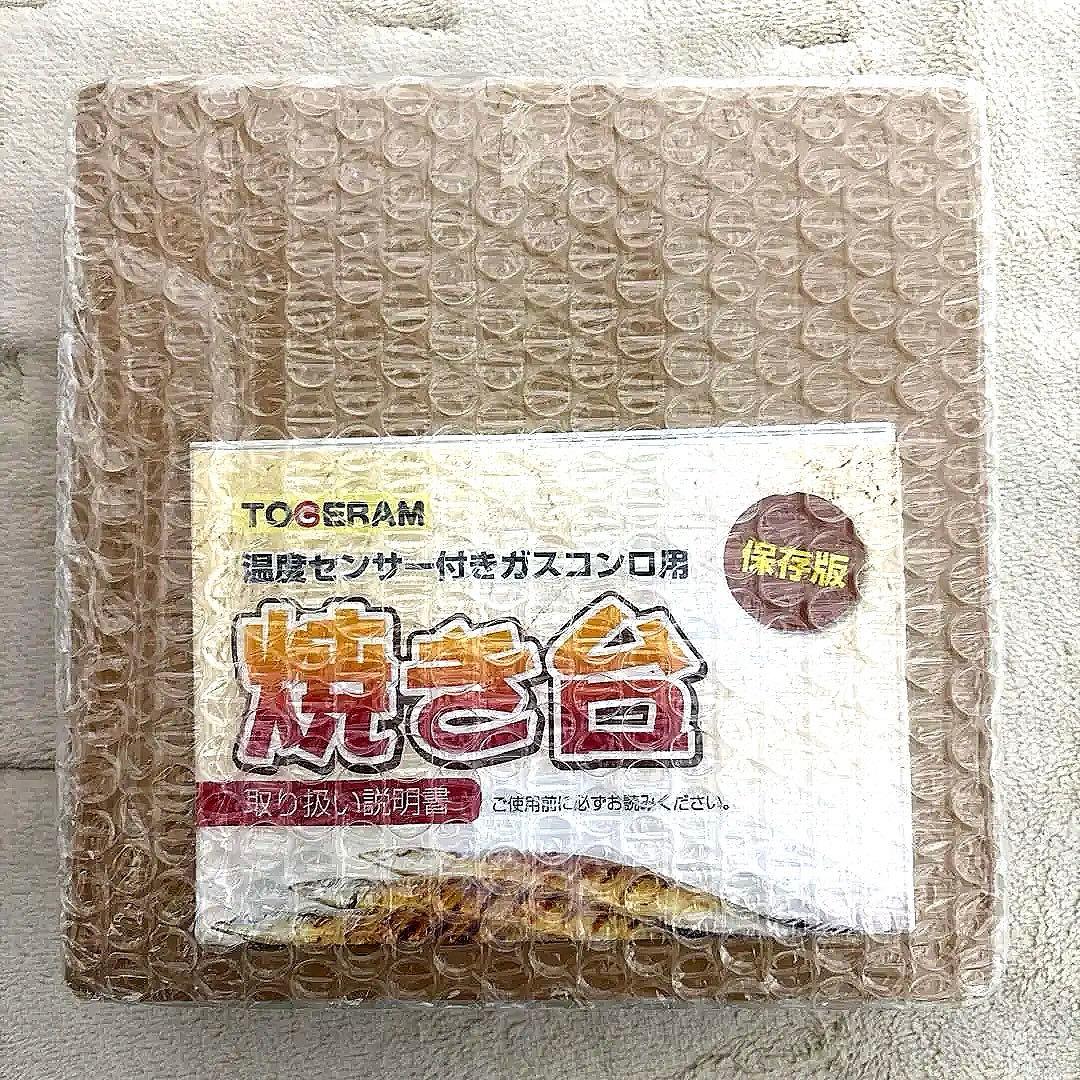 TOCERAM
温度センサー付きガスコンロ用
保存版
焼き台
取り扱い説明書
ご使用前に必ずお読みください。